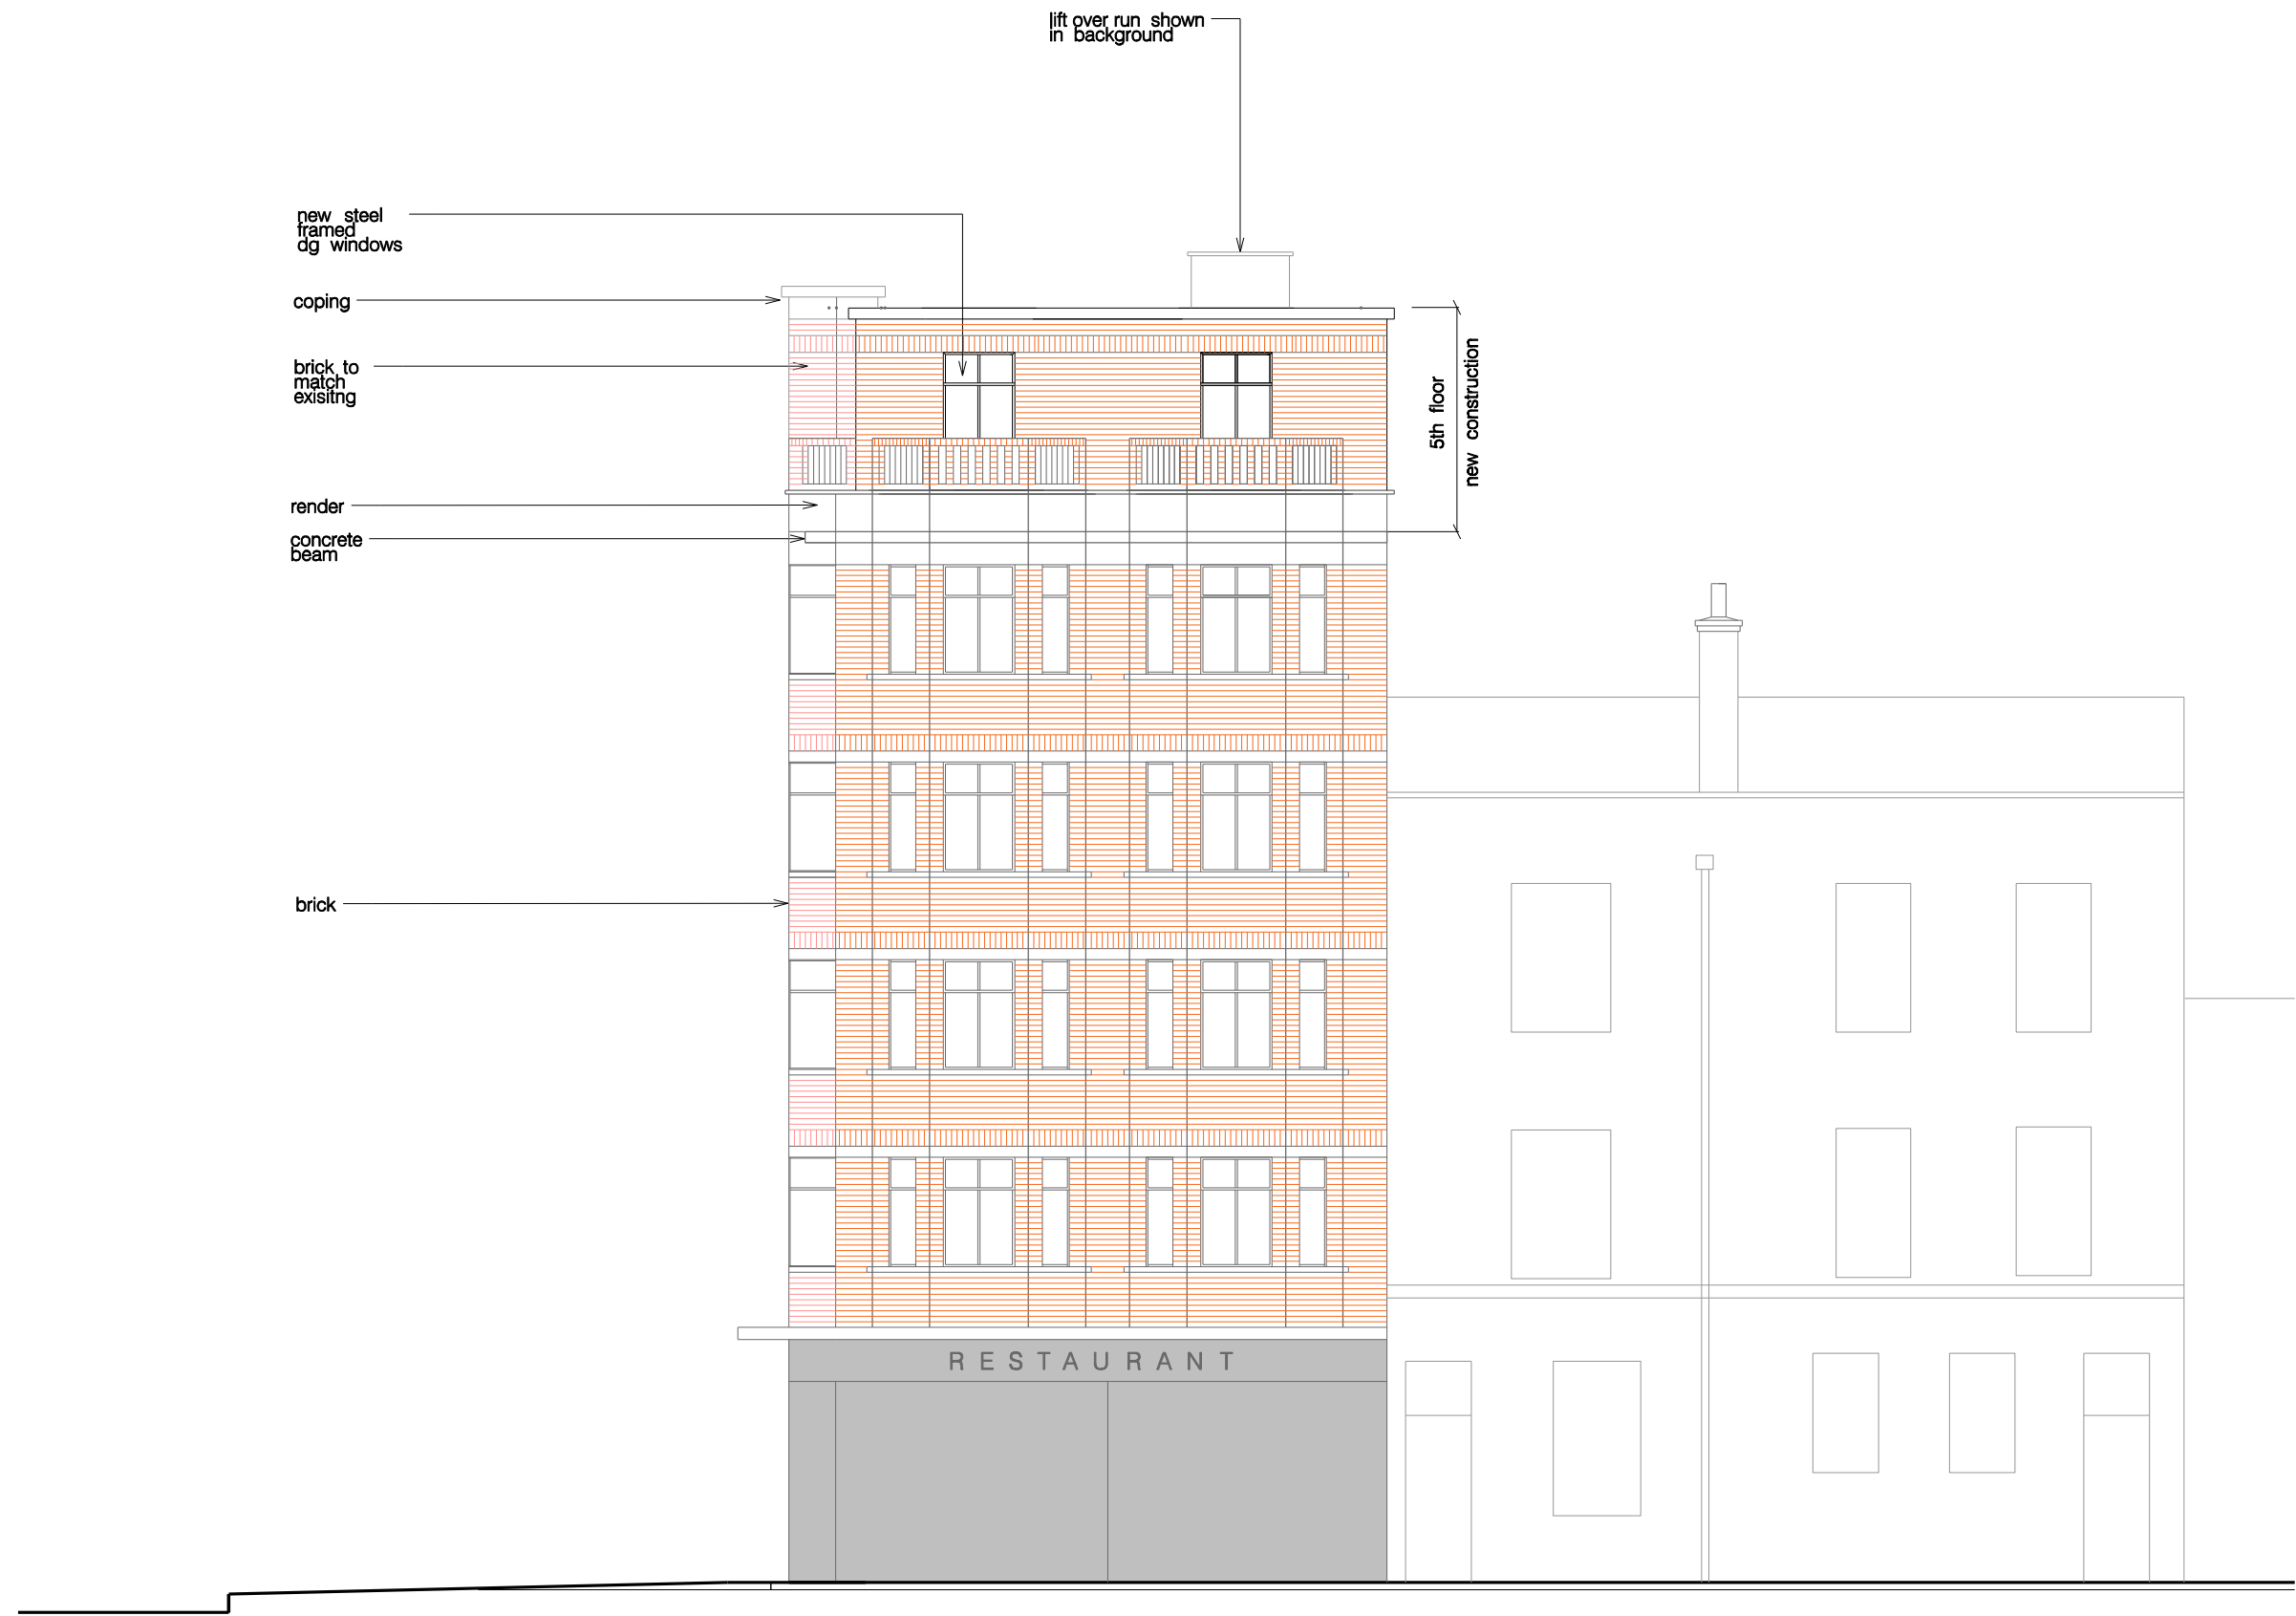 lift over run shown
in background
new steel
framed
dg windows
coping
brick to
match
exisitng
5th floor
new construction
render
concrete
beam
brick
RESTAURANT